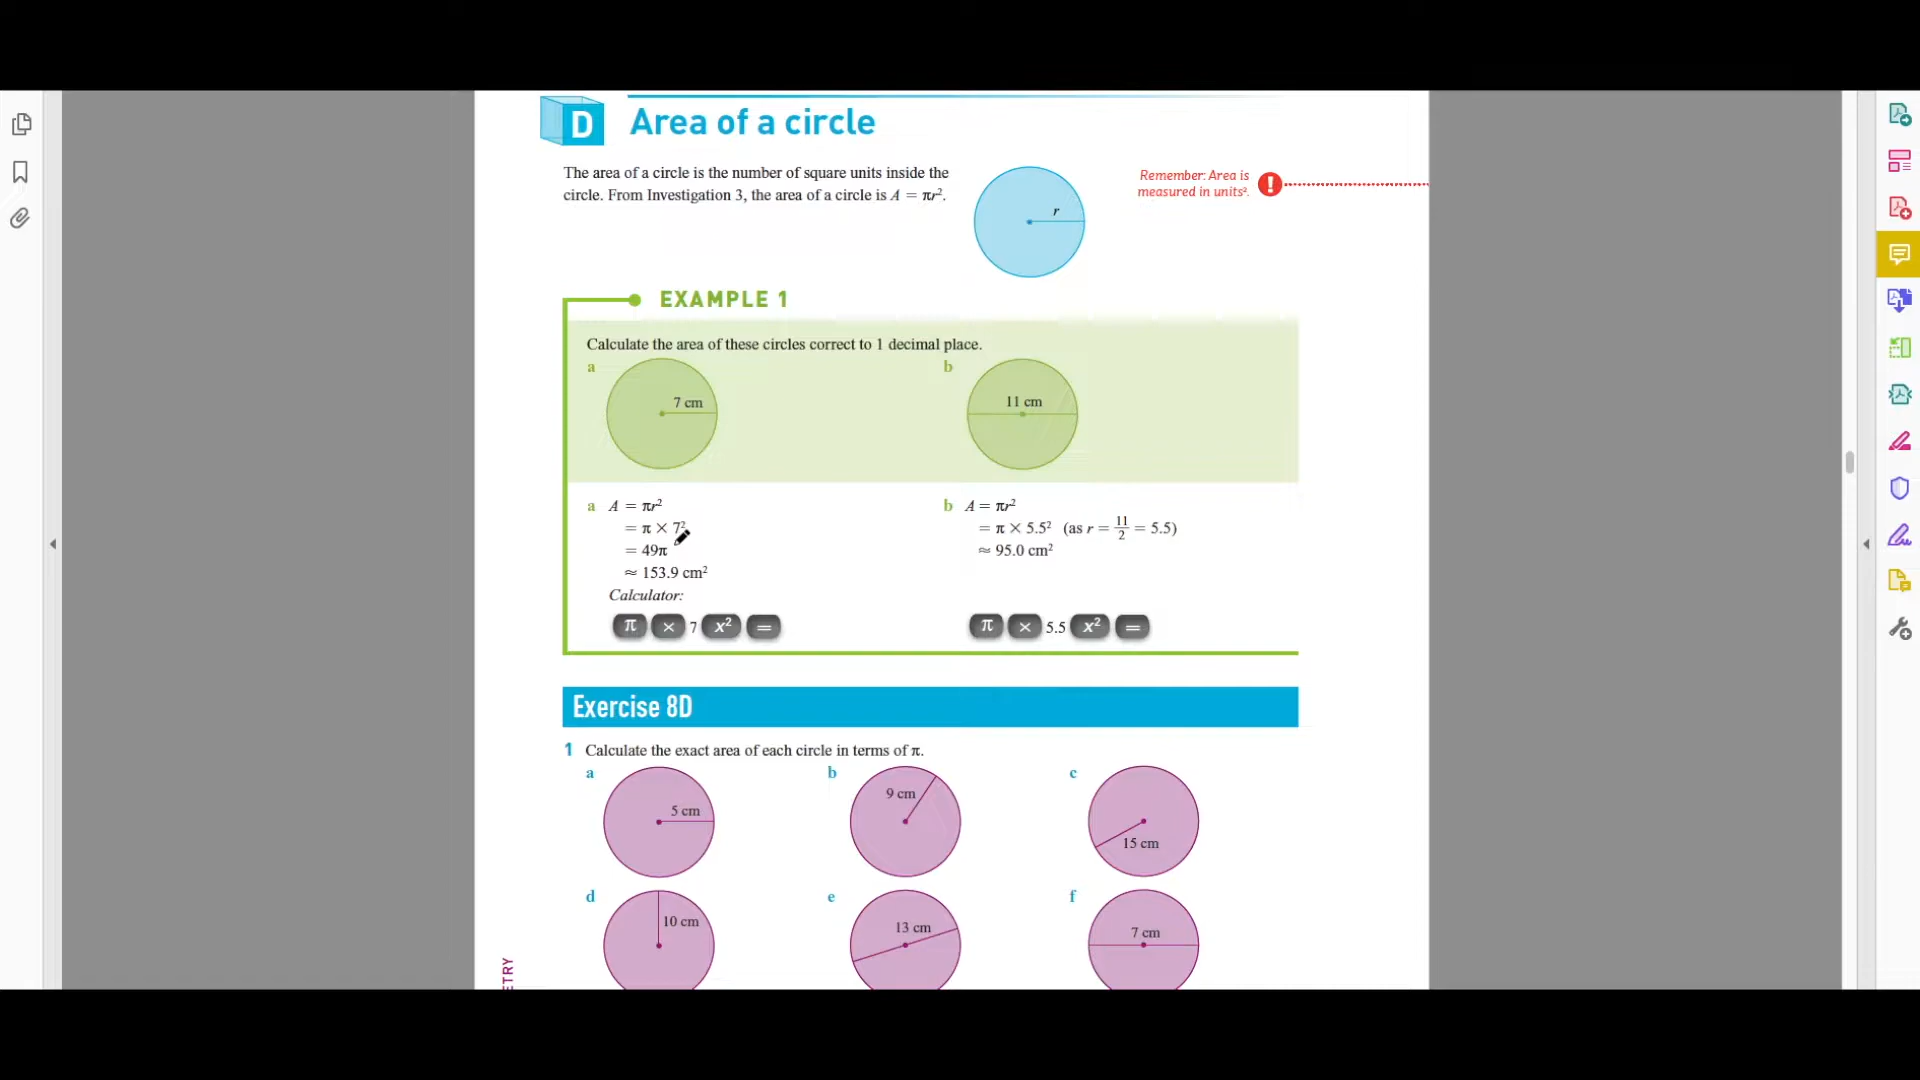 D Area of a circle
The area of a circle is the number of square units inside the
circle. From Investigation 3, the area of a circle is A = πr².
r
Remember: Area is
measured in units².
!
EXAMPLE 1
Calculate the area of these circles correct to 1 decimal place.
a
7 cm
b
11 cm
a A = πr²
= π × 7²
= 49π
≈ 153.9 cm²
Calculator:
π × 7 x² =
b A = πr²
= π × 5.5² (as r = 11/2 = 5.5)
≈ 95.0 cm²
π × 5.5 x² =
Exercise 8D
1 Calculate the exact area of each circle in terms of π.
a
5 cm
b
9 cm
c
15 cm
d
10 cm
e
13 cm
f
7 cm
ETRY